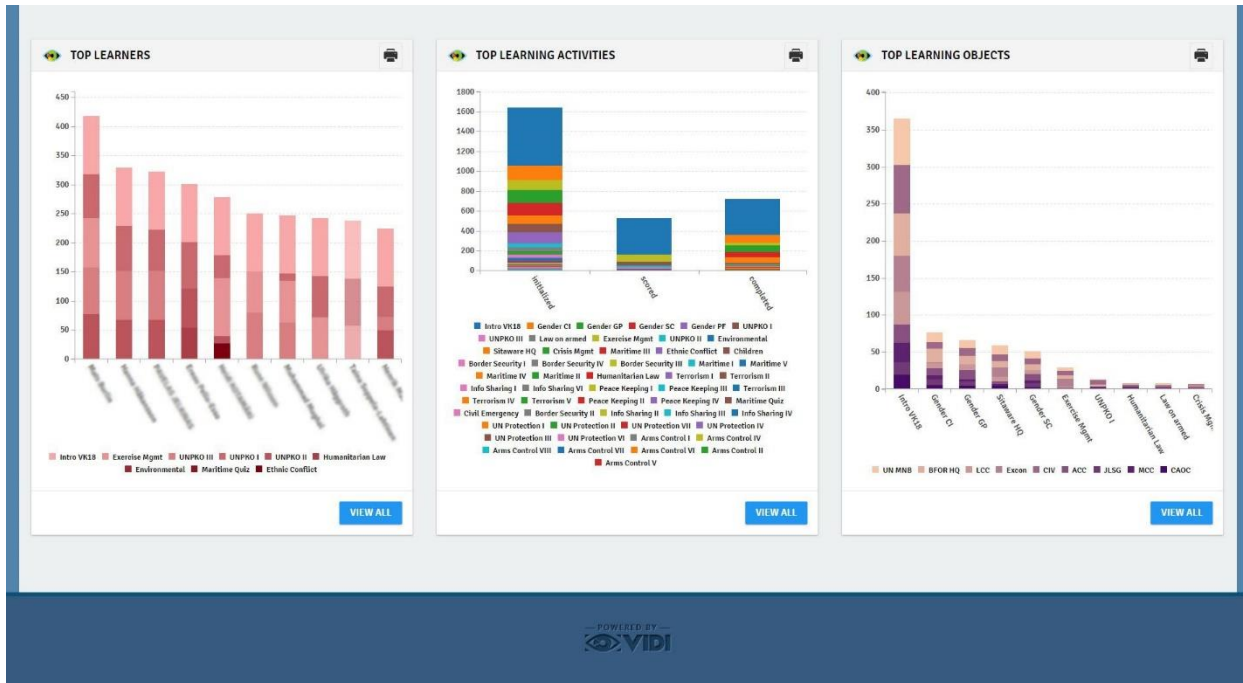 TOP LEARNERS
450
400
350
300
250
200
150
100
50
0
Intro VK18 Exercise Mgmt UNPKO III UNPKO I UNPKO II Humanitarian Law
Environmental Maritime Quiz Ethnic Conflict
VIEW ALL
TOP LEARNING ACTIVITIES
1800
1600
1400
1200
1000
800
600
400
200
0
initialized
scored
completed
Intro VK18 Gender CI Gender GP Gender SC Gender PF UNPKO I
UNPKO III Law on armed Exercise Mgmt UNPKO II Environmental
Sitaware HQ Crisis Mgmt Maritime III Ethnic Conflict Children
Border Security I Border Security IV Border Security III Maritime I Maritime V
Maritime IV Maritime II Humanitarian Law Terrorism I Terrorism II
Info Sharing I Info Sharing VI Peace Keeping I Peace Keeping III Terrorism III
Terrorism IV Terrorism V Peace Keeping II Peace Keeping IV Maritime Quiz
Civil Emergency Border Security II Info Sharing II Info Sharing III Info Sharing IV
UN Protection I UN Protection II UN Protection VII UN Protection IV
UN Protection III UN Protection VI Arms Control I Arms Control IV
Arms Control VIII Arms Control VII Arms Control VI Arms Control II
Arms Control V
VIEW ALL
TOP LEARNING OBJECTS
400
350
300
250
200
150
100
50
0
Intro VK18
Gender CI
Gender GP
Sitaware HQ
Gender SC
Exercise Mgmt
UNPKO I
Humanitarian Law
Law on armed
Crisis Mg
UN MNB BFOR HQ LCC Excon CIV ACC JLSG MCC CAOC
VIEW ALL
POWERED BY
VIDI